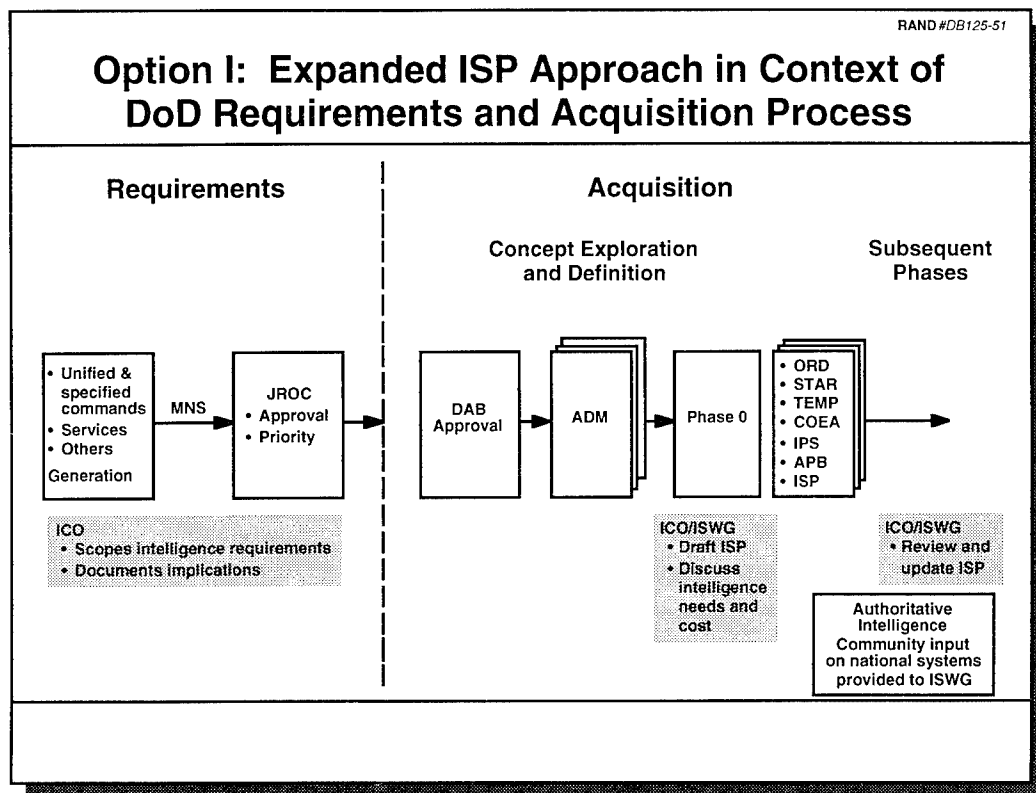 RAND #DB125-51
Option I: Expanded ISP Approach in Context of
DoD Requirements and Acquisition Process
Requirements
Acquisition
Concept Exploration
and Definition
Subsequent
Phases
• Unified &
specified
commands
• Services
• Others
Generation
MNS
JROC
• Approval
• Priority
DAB
Approval
ADM
Phase 0
• ORD
• STAR
• TEMP
• COEA
• IPS
• APB
• ISP
ICO
• Scopes intelligence requirements
• Documents implications
ICO/ISWG
• Draft ISP
• Discuss
intelligence
needs and
cost
ICO/ISWG
• Review and
update ISP
Authoritative
Intelligence
Community input
on national systems
provided to ISWG